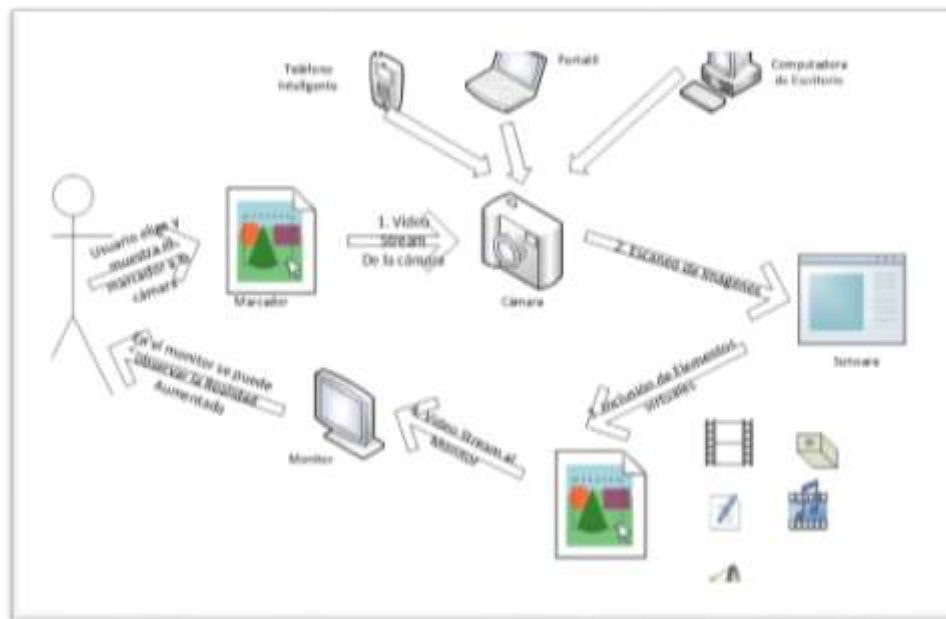 Teléfono
Inteligente
Portatil
Computadora
de Escritorio
Usuario elige y
muestra el
marcador a la
cámara
Marcador
1. Video
Stream
De la cámara
Cámara
2. Escaneo de Imágenes
Software
3. Inclusión de Elementos
virtuales
4. Video Stream al
Monitor
Monitor
En el monitor se puede
observar la Realidad
Aumentada